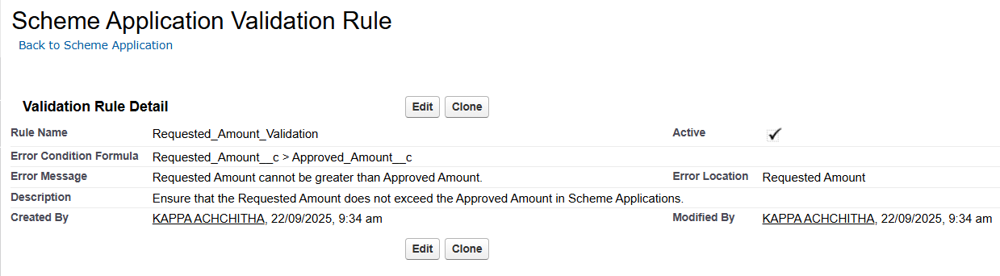 Scheme Application Validation Rule
Back to Scheme Application
Validation Rule Detail Edit Clone
Rule Name Requested_Amount_Validation Active
Error Condition Formula Requested_Amount__c > Approved_Amount__c
Error Message Requested Amount cannot be greater than Approved Amount. Error Location Requested Amount
Description Ensure that the Requested Amount does not exceed the Approved Amount in Scheme Applications.
Created By KAPPA ACHCHITHA, 22/09/2025, 9:34 am Modified By KAPPA ACHCHITHA, 22/09/2025, 9:34 am
Edit Clone